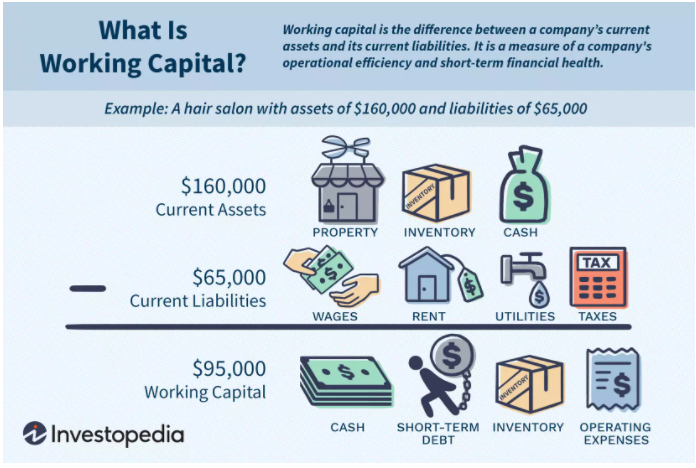 What Is
Working Capital?
Working capital is the difference between a company's current
assets and its current liabilities. It is a measure of a company's
operational efficiency and short-term financial health.
Example: A hair salon with assets of $160,000 and liabilities of $65,000
$160,000
Current Assets
INVENTORY
$
PROPERTY
INVENTORY
CASH
$65,000
Current Liabilities
$
$
$
TAX
WAGES
RENT
UTILITIES
TAXES
$95,000
Working Capital
$
$
INVENTORY
$
CASH
SHORT-TERM
DEBT
INVENTORY
OPERATING
EXPENSES
Investopedia